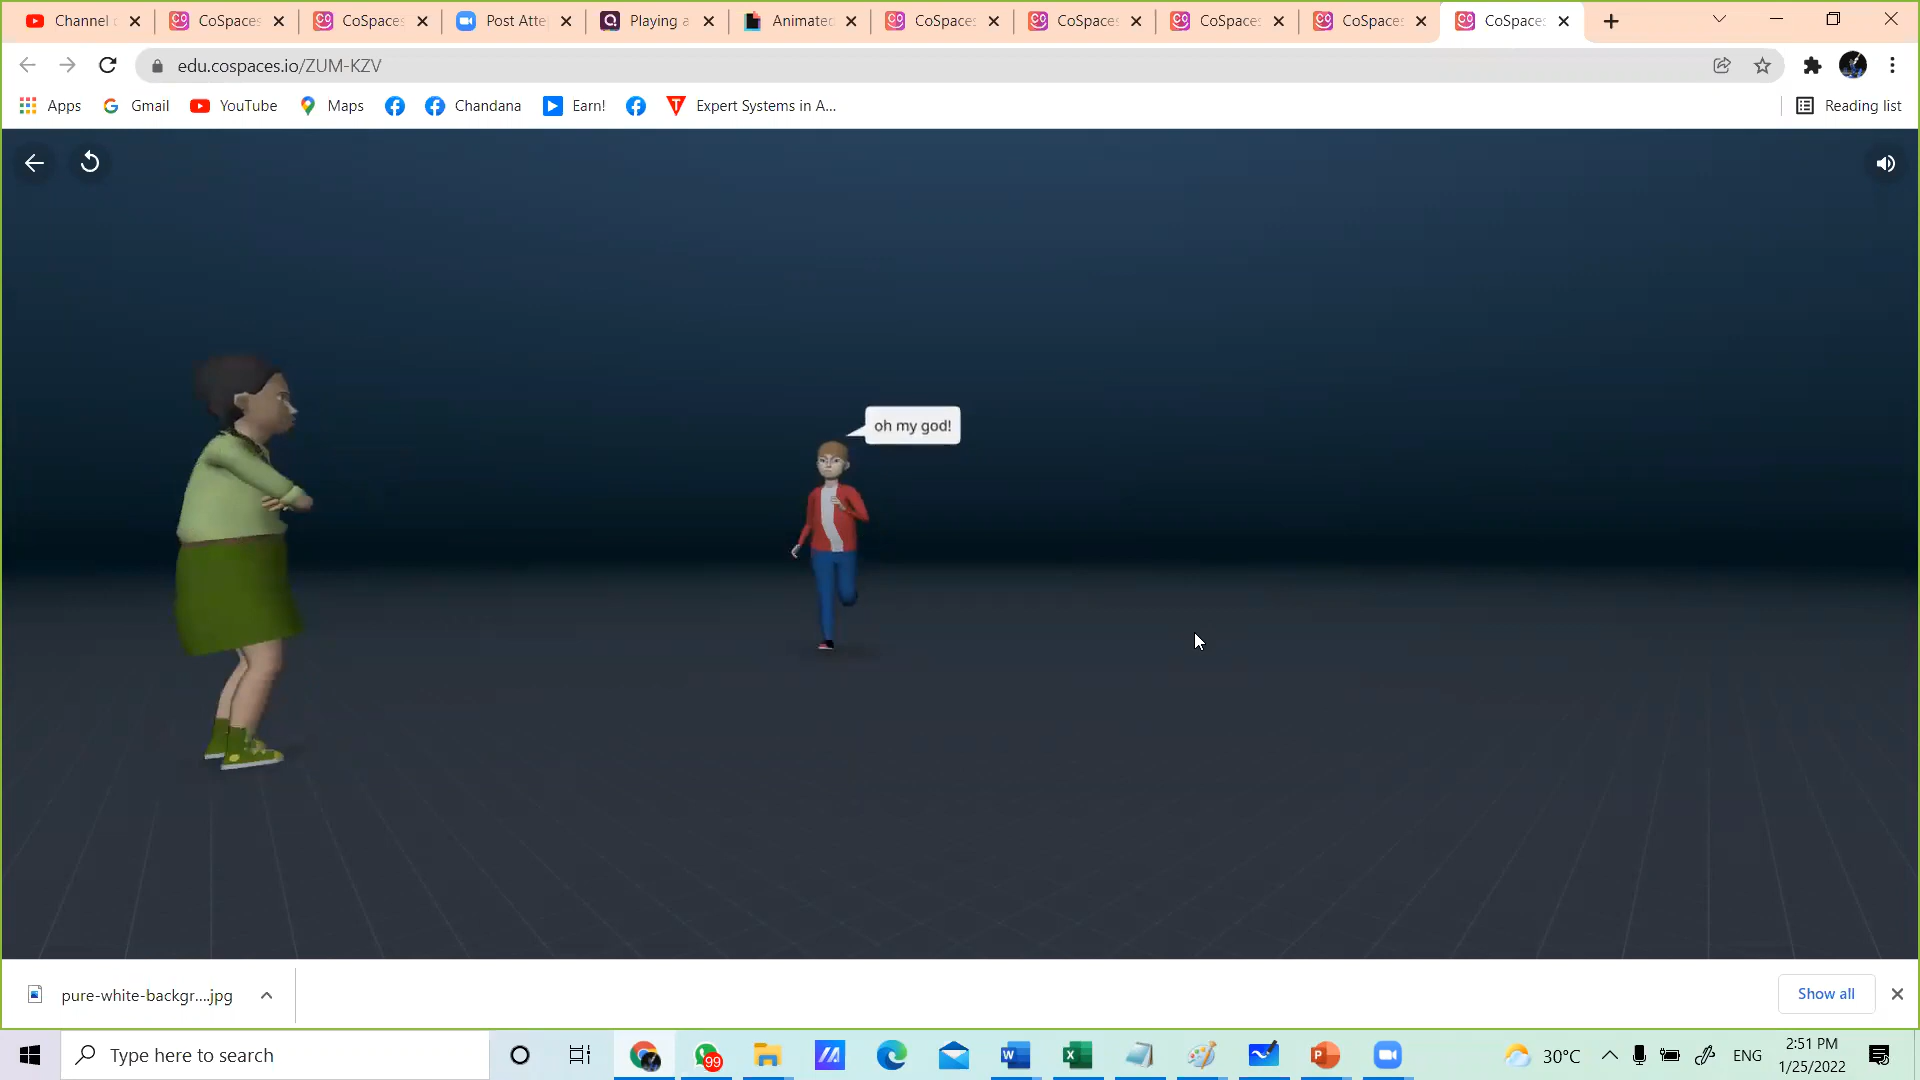 Channel
CoSpaces
CoSpaces
Post Atte
Playing a
Animated
CoSpaces
CoSpaces
CoSpaces
CoSpaces
CoSpaces
edu.cospaces.io/ZUM-KZV
Apps
Gmail
YouTube
Maps
Chandana
Earn!
Expert Systems in A...
Reading list
oh my god!
pure-white-backgr....jpg
Show all
Type here to search
99
30°C
ENG
2:51 PM
1/25/2022